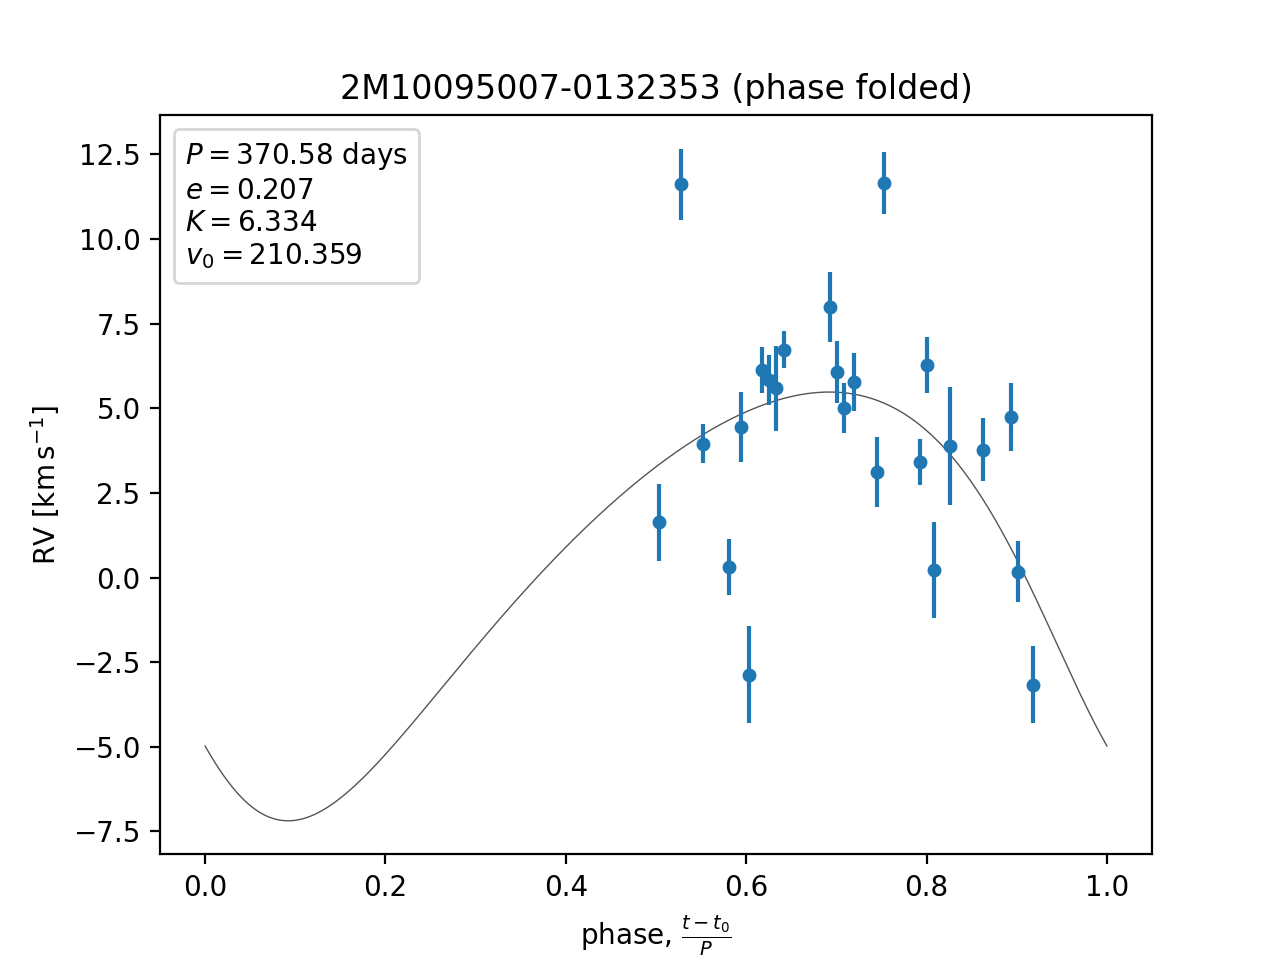 2M10095007-0132353 (phase folded)
P = 370.58 days
e = 0.207
K = 6.334
v₀ = 210.359
12.5
10.0
7.5
5.0
2.5
0.0
−2.5
−5.0
−7.5
RV [km s⁻¹]
0.0 0.2 0.4 0.6 0.8 1.0
phase, (t − t₀)/P